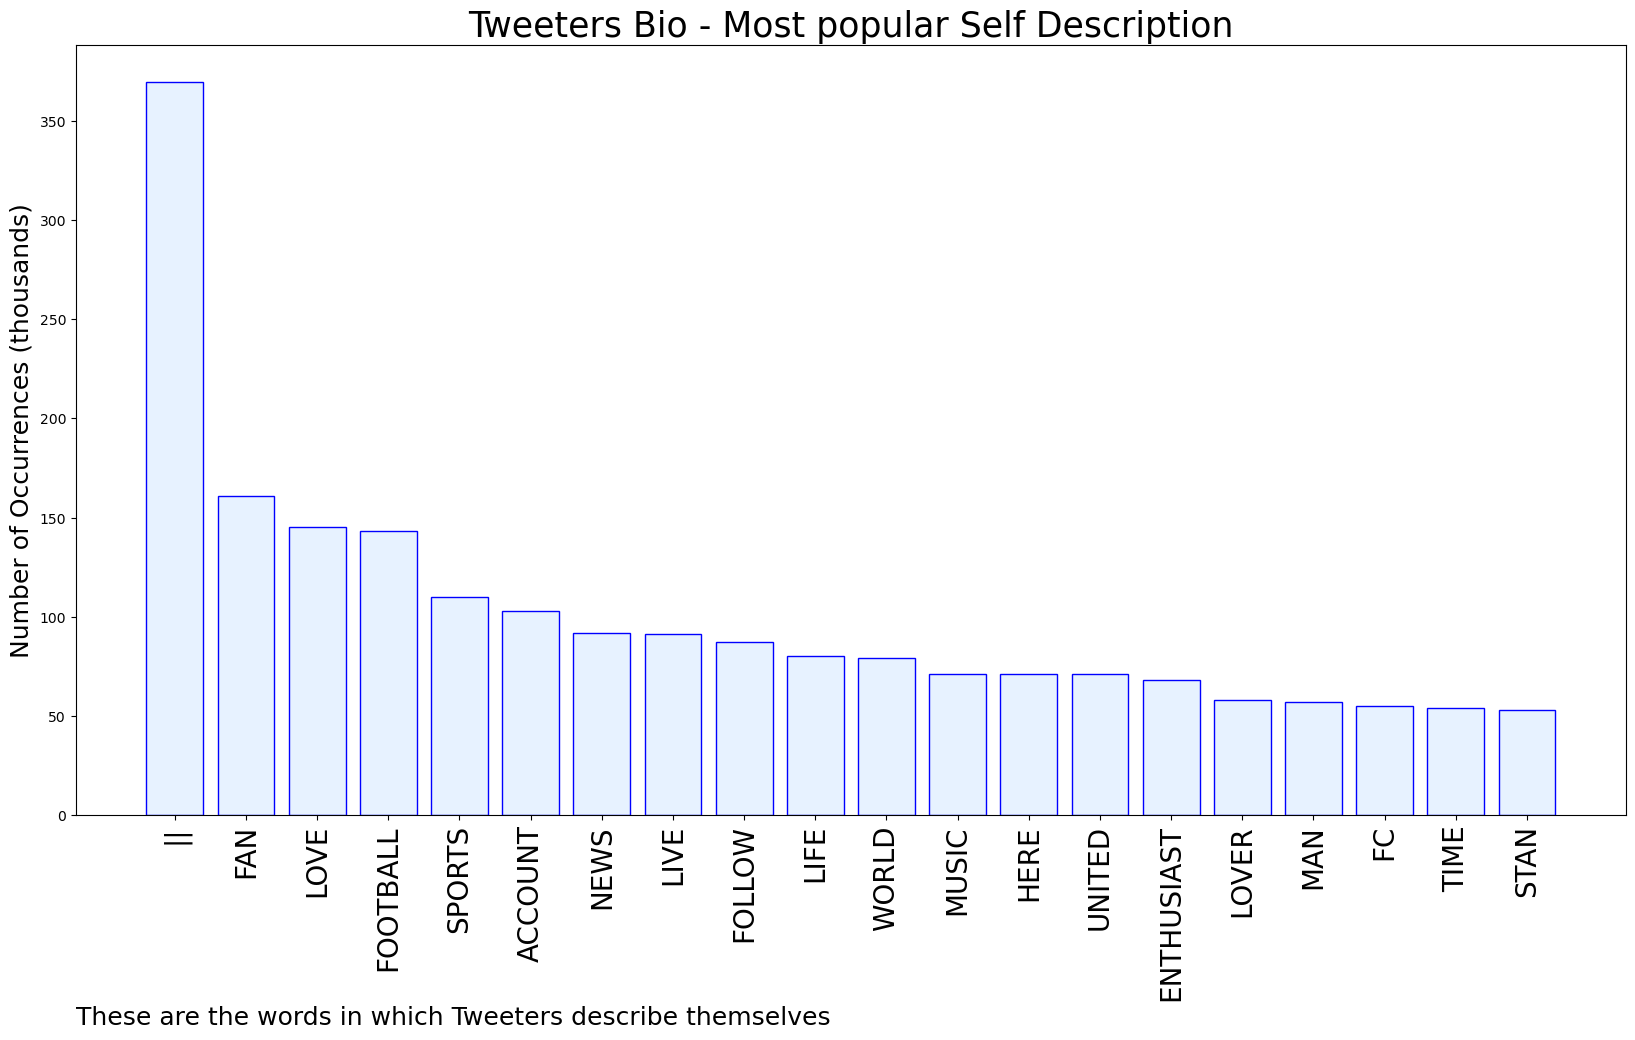 Tweeters Bio - Most popular Self Description
Number of Occurrences (thousands)
350
300
250
200
150
100
50
0
||
FAN
LOVE
FOOTBALL
SPORTS
ACCOUNT
NEWS
LIVE
FOLLOW
LIFE
WORLD
MUSIC
HERE
UNITED
ENTHUSIAST
LOVER
MAN
FC
TIME
STAN
These are the words in which Tweeters describe themselves